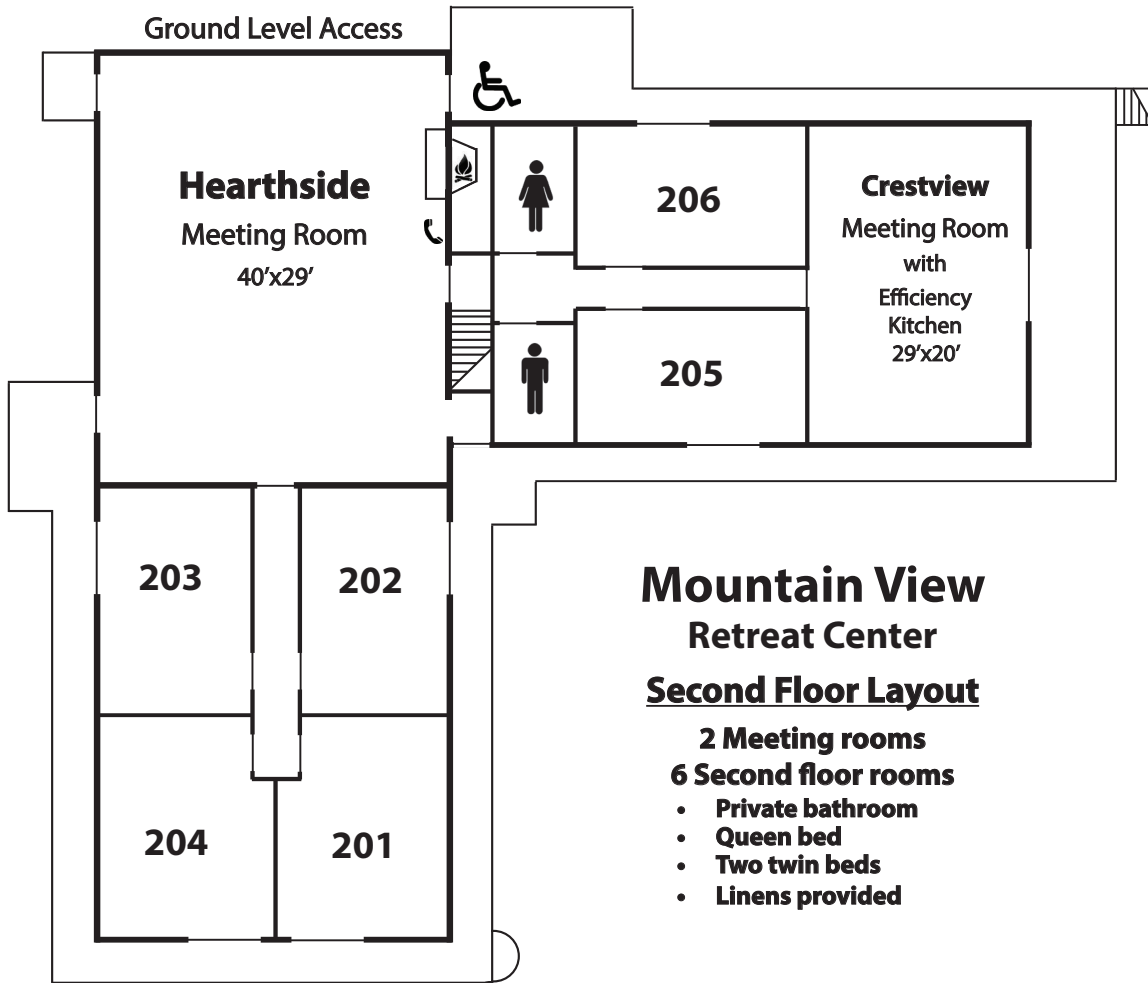 Ground Level Access
Hearthside
Meeting Room
40’x29’
206
Crestview
Meeting Room
with
Efficiency
Kitchen
29’x20’
205
203
202
204
201
Mountain View
Retreat Center
Second Floor Layout
2 Meeting rooms
6 Second floor rooms
• Private bathroom
• Queen bed
• Two twin beds
• Linens provided